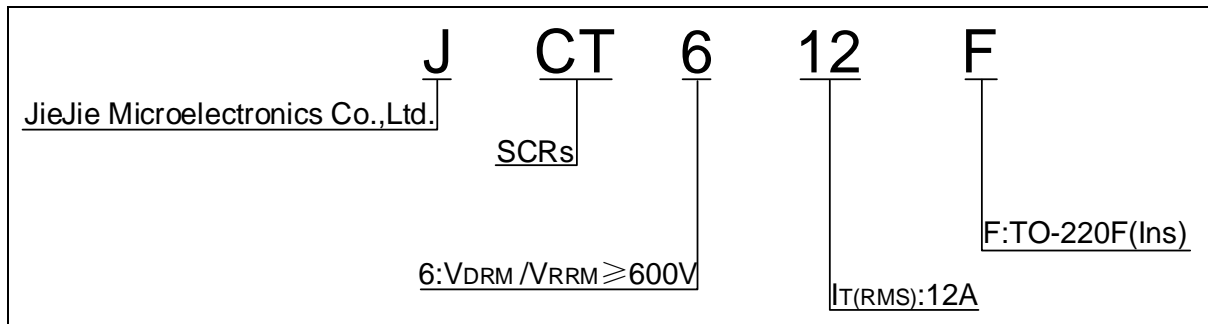 J CT 6 12 F
JieJie Microelectronics Co.,Ltd.
SCRs
F:TO-220F(Ins)
6:VDRM /VRRM≥600V
IT(RMS):12A